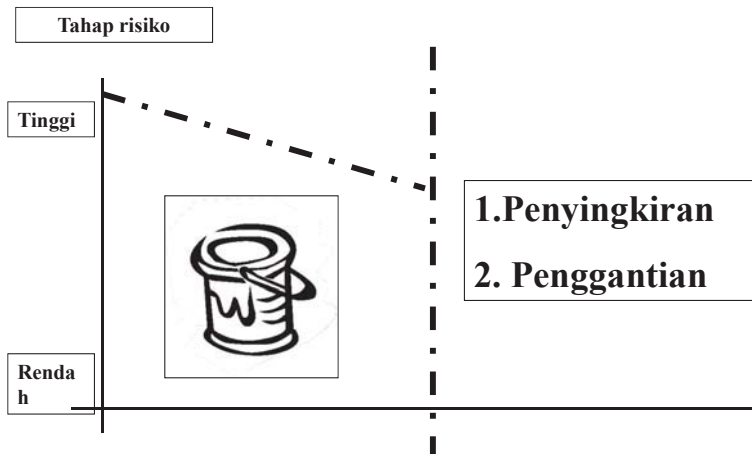 Tahap risiko
Tinggi
1.Penyingkiran
2. Penggantian
Renda
h